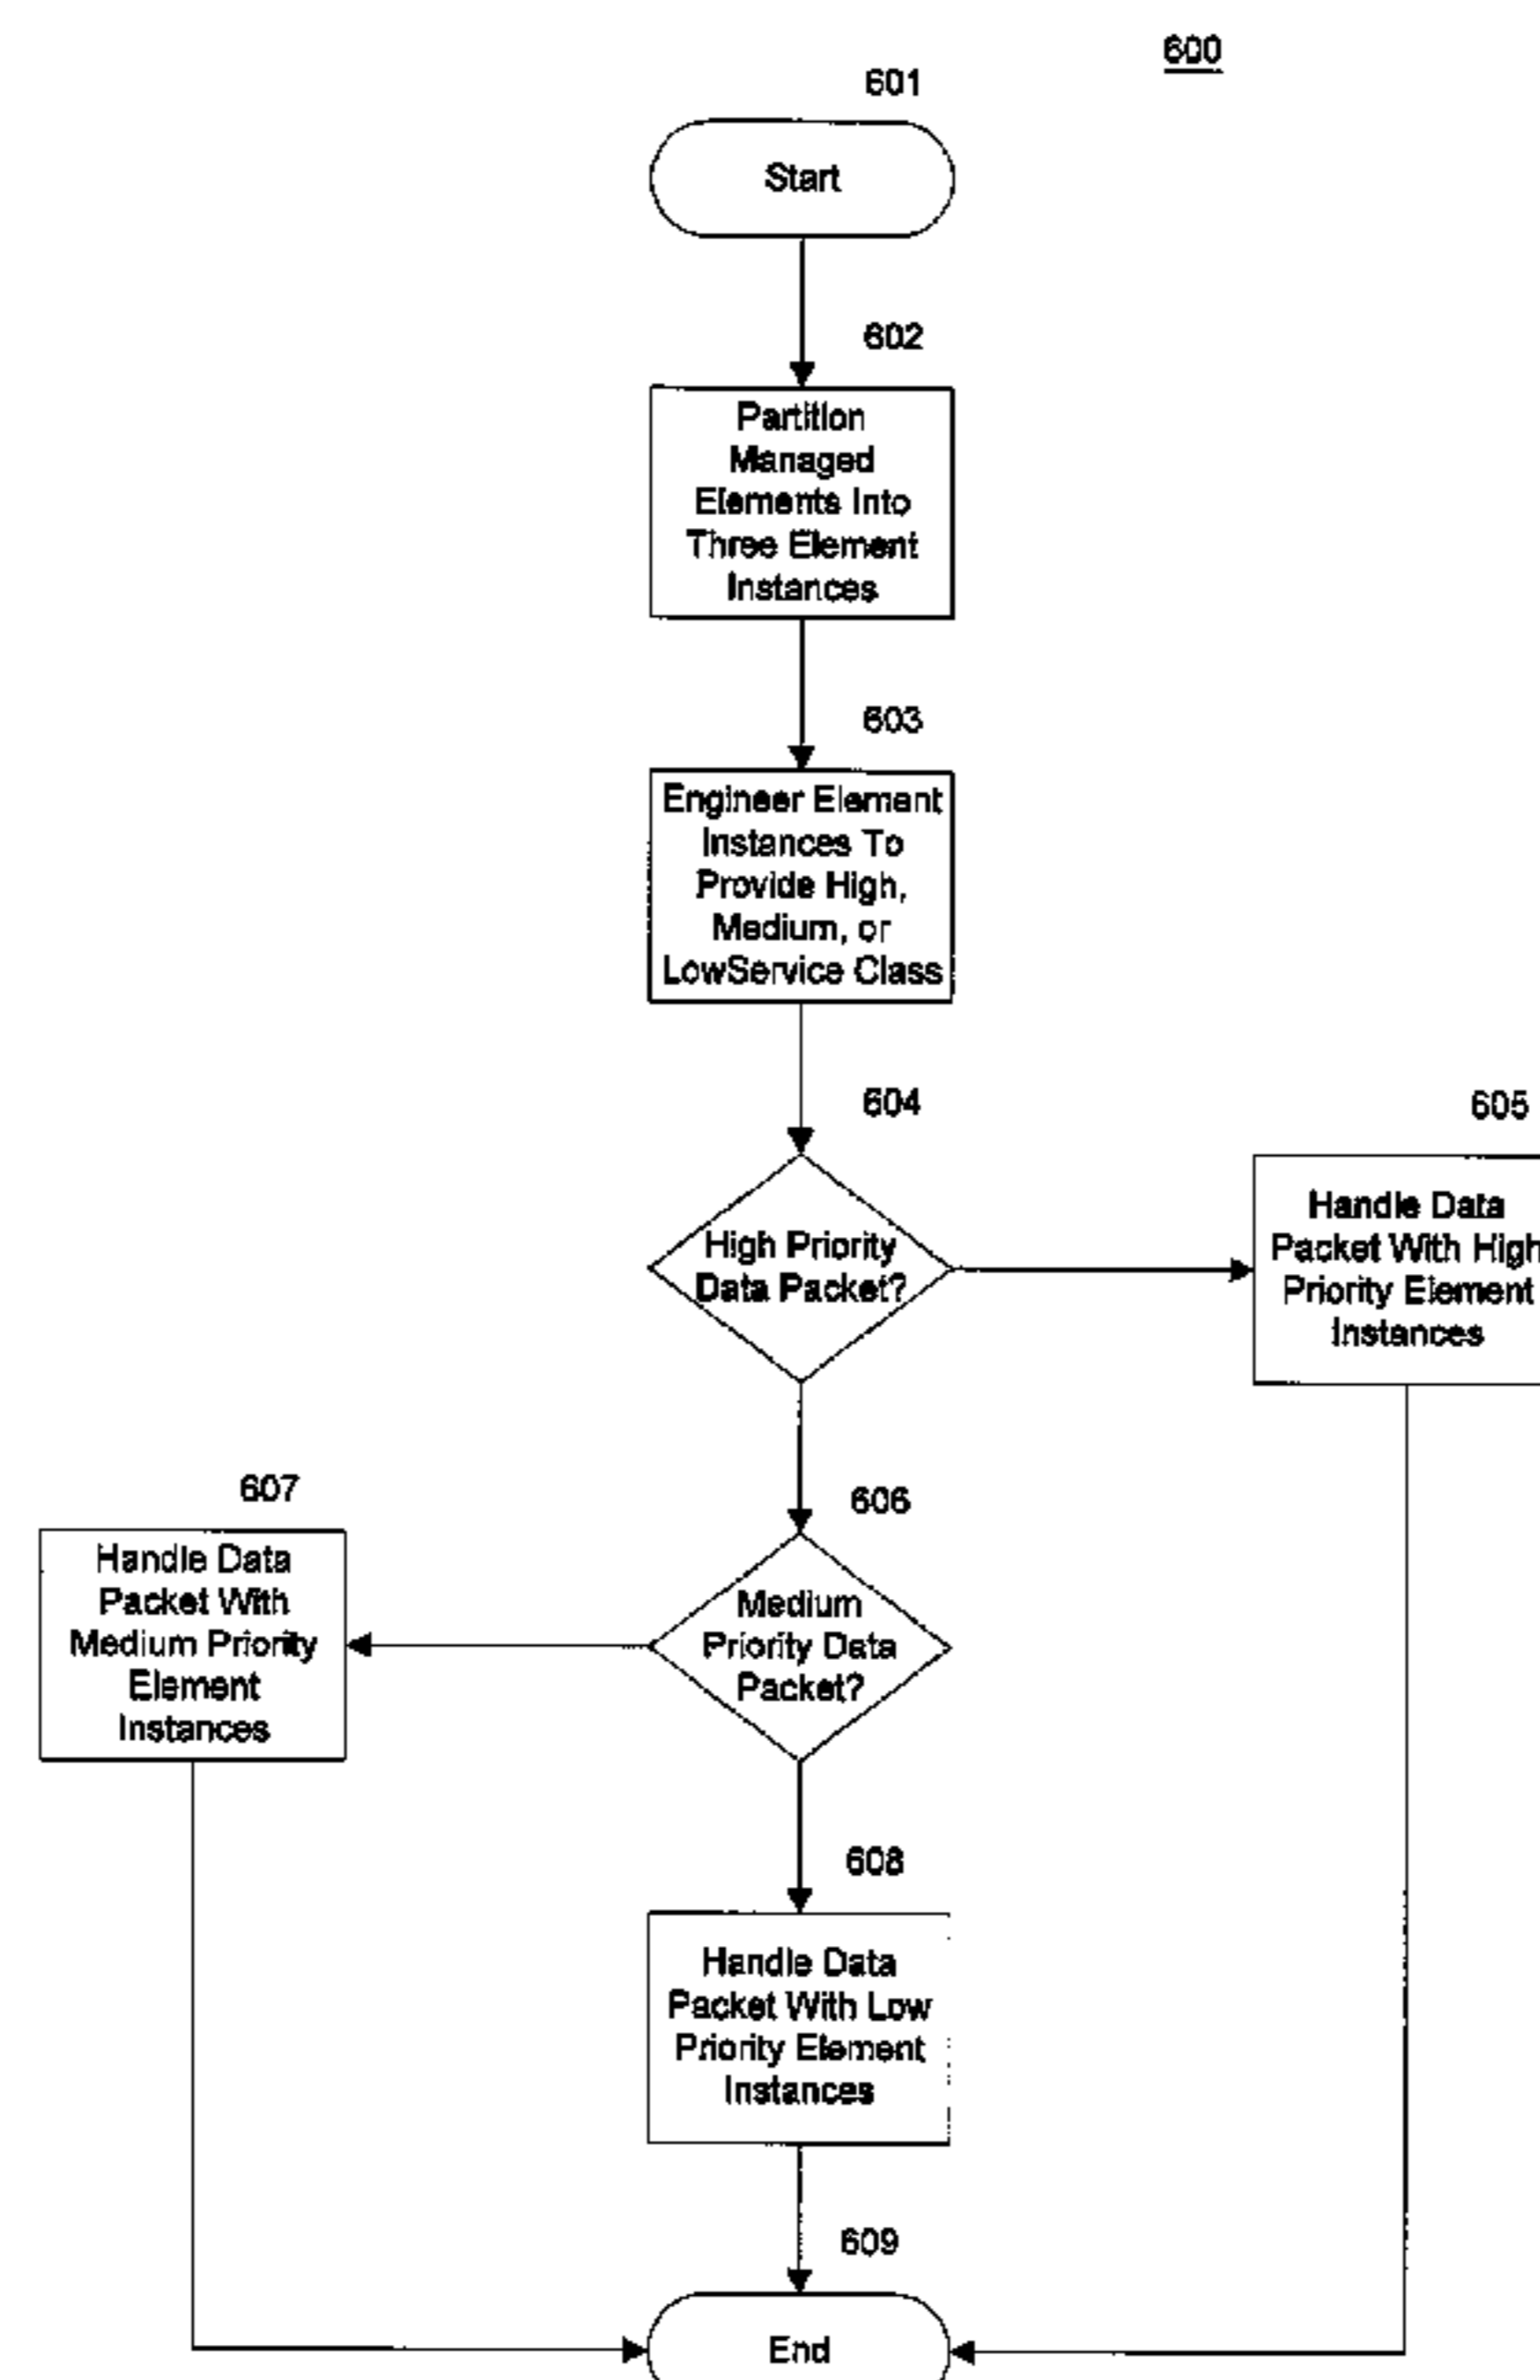 600
601
Start
602
Partition
Managed
Elements Into
Three Element
Instances
603
Engineer Element
Instances To
Provide High,
Medium, or
LowService Class
604
High Priority
Data Packet?
605
Handle Data
Packet With High
Priority Element
Instances
606
Medium
Priority Data
Packet?
607
Handle Data
Packet With
Medium Priority
Element
Instances
608
Handle Data
Packet With Low
Priority Element
Instances
609
End